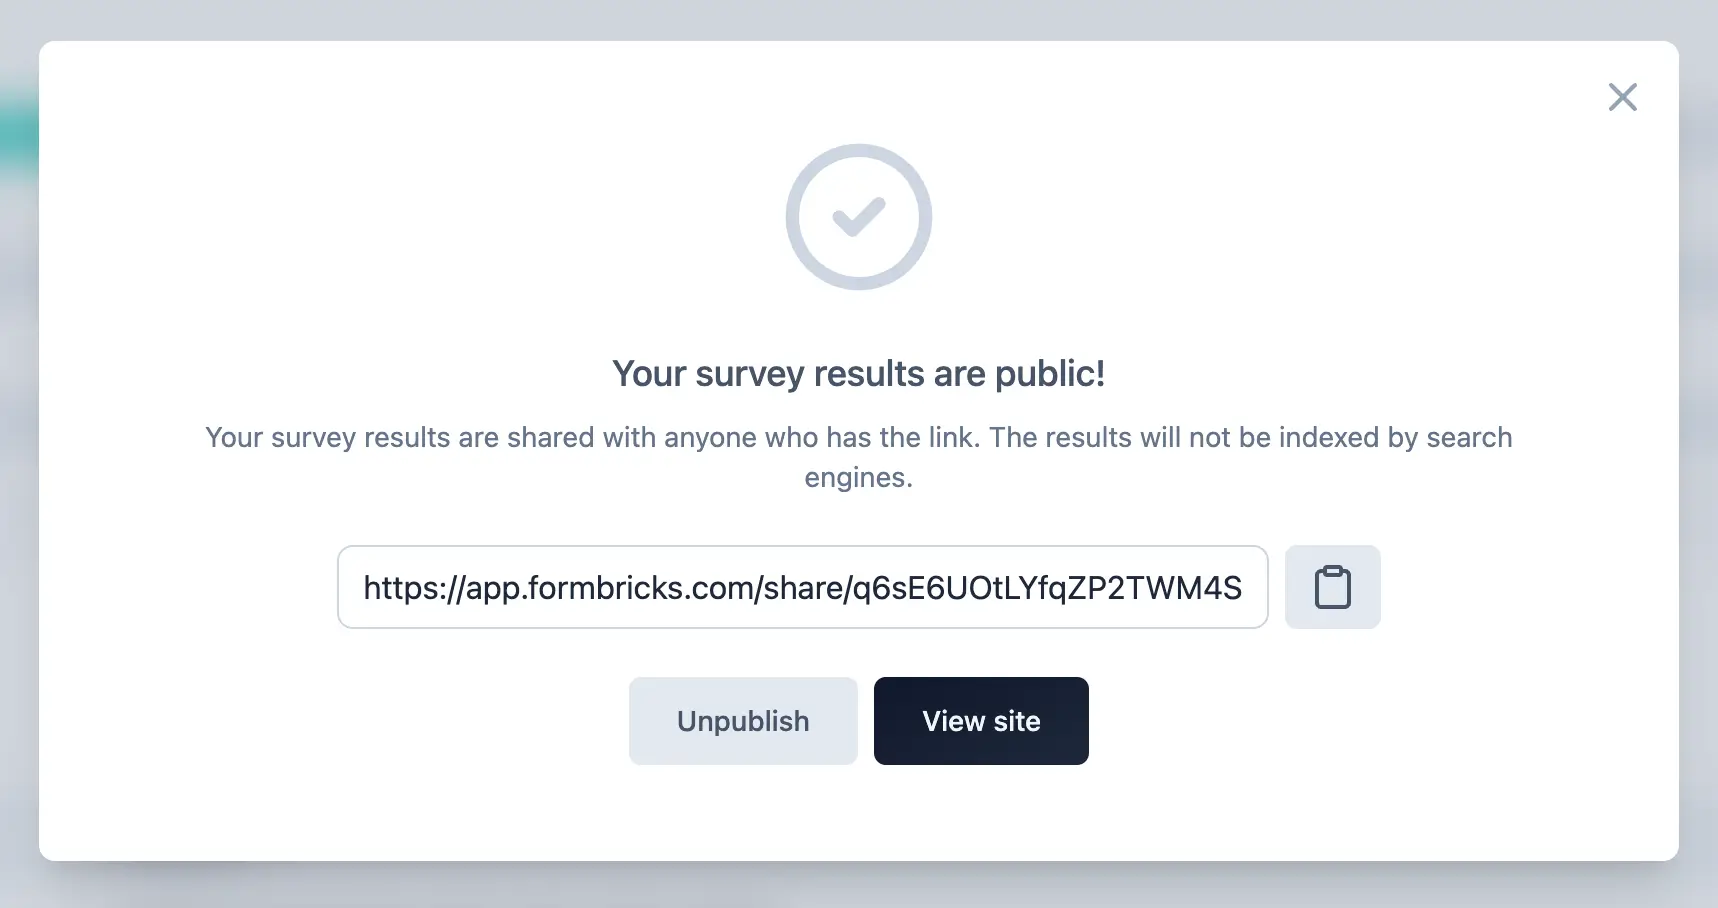 Your survey results are public!
Your survey results are shared with anyone who has the link. The results will not be indexed by search
engines.
https://app.formbricks.com/share/q6sE6UOtLYfqZP2TWM4S
Unpublish
View site